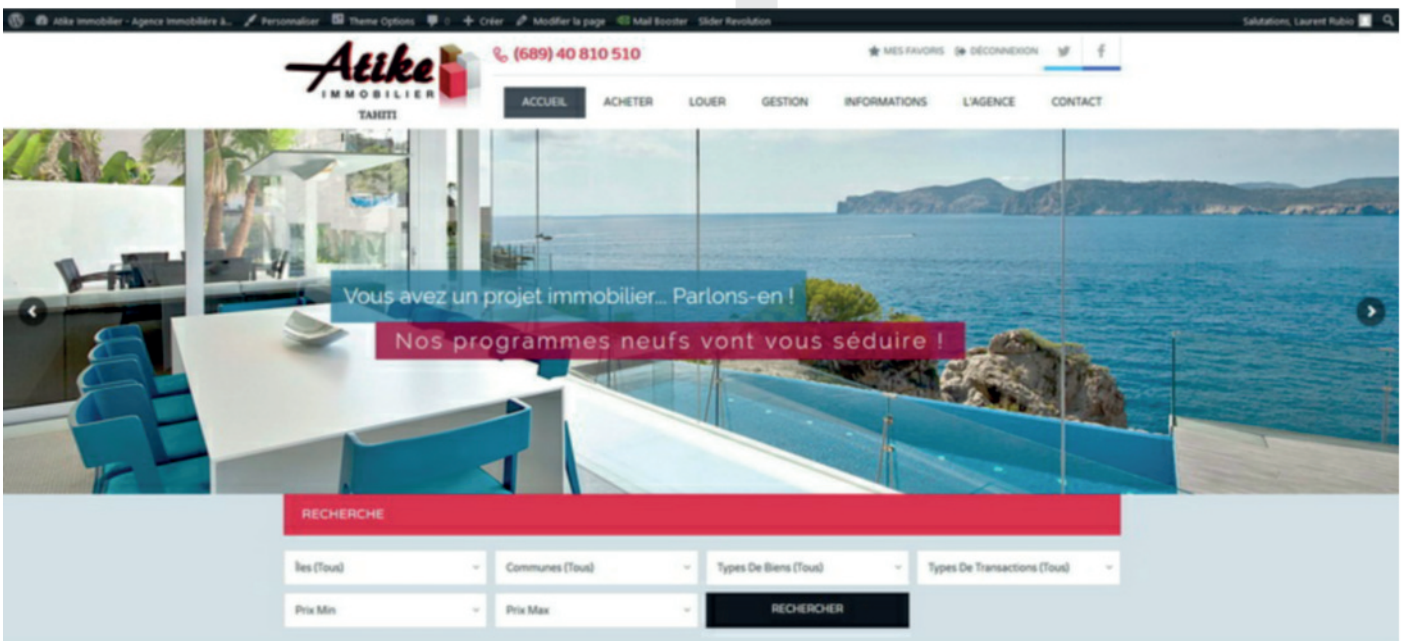 Atike Immobilier - Agence Immobilière à... Personnaliser Theme Options 0 + Créer Modifier la page Mail Booster Slider Revolution Salutations, Laurent Rubio
Atike
IMMOBILIER
TAHITI
(689) 40 810 510
MES FAVORIS DÉCONNEXION
ACCUEIL ACHETER LOUER GESTION INFORMATIONS L'AGENCE CONTACT
Vous avez un projet immobilier... Parlons-en !
Nos programmes neufs vont vous séduire !
RECHERCHE
Îles (Tous) Communes (Tous) Types De Biens (Tous) Types De Transactions (Tous)
Prix Min Prix Max RECHERCHER